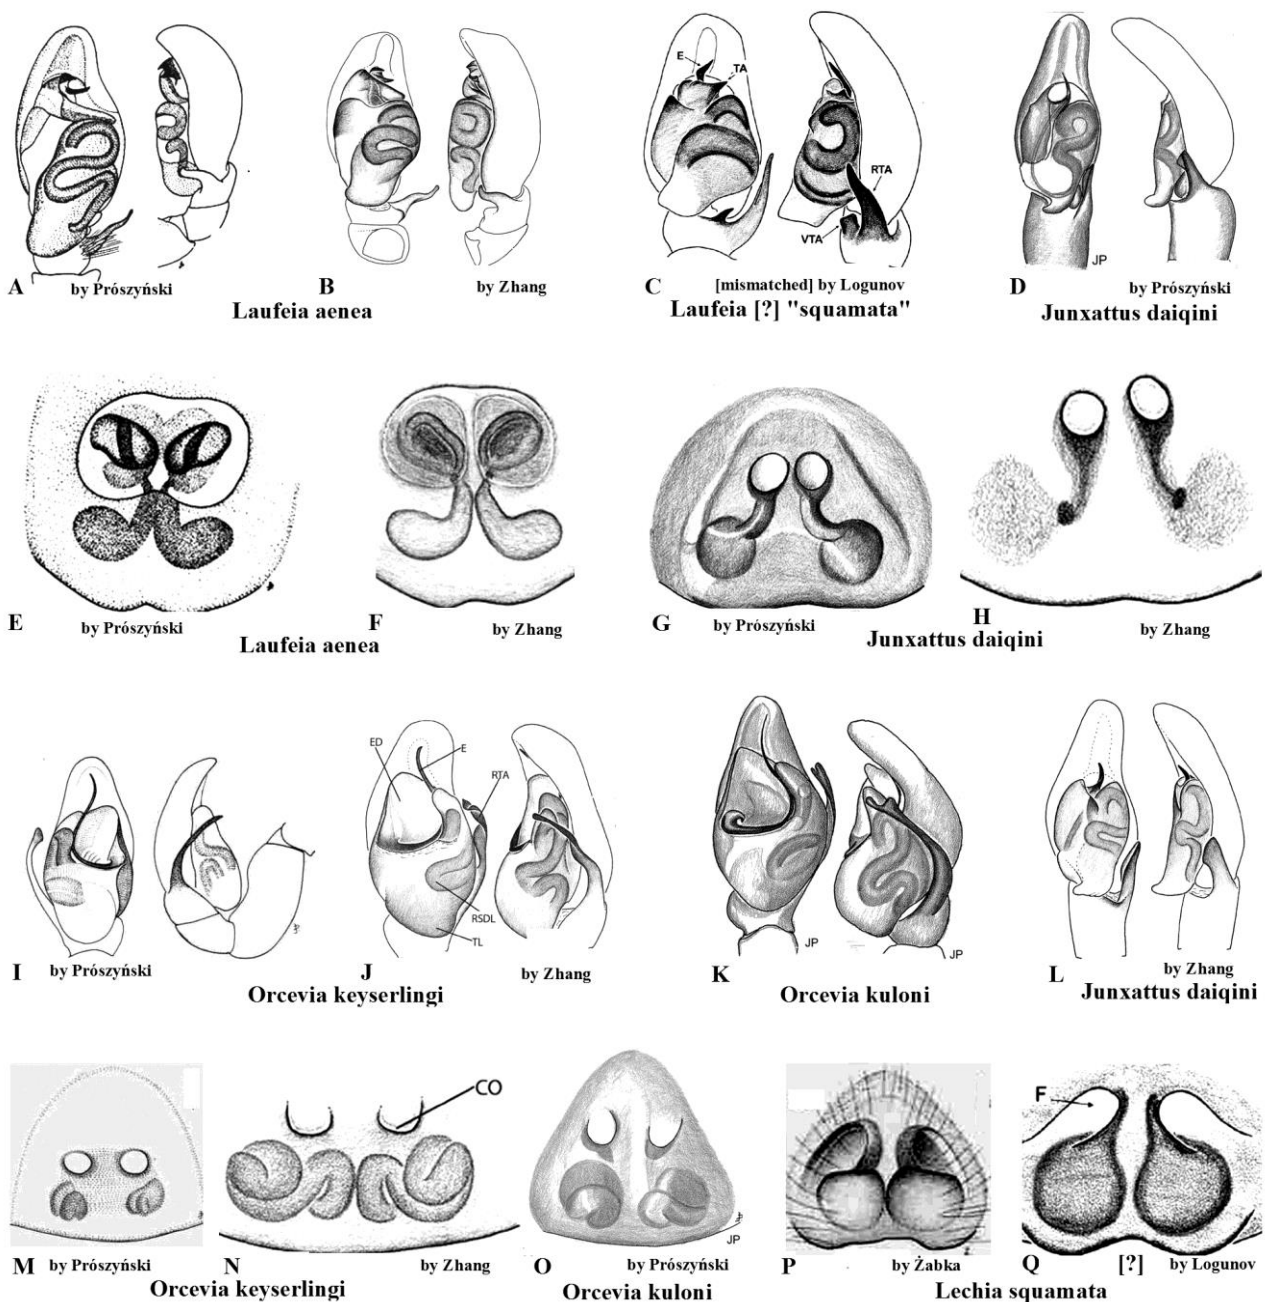 E
TA
RTA
VTA
JP
A by Prószyński B by Zhang C [mismatched] by Logunov D by Prószyński
Laufeia aenea Laufeia [?] "squamata" Junxattus daiqini
E by Prószyński F by Zhang G by Prószyński H by Zhang
Laufeia aenea Junxattus daiqini
ED
E
RTA
RSDL
TL
JP
JP
I by Prószyński J by Zhang K L by Zhang
Orcevia keyserlingi Orcevia kuloni Junxattus daiqini
CO
F
JP
M by Prószyński N by Zhang O by Prószyński P by Żabka Q [?] by Logunov
Orcevia keyserlingi Orcevia kuloni Lechia squamata